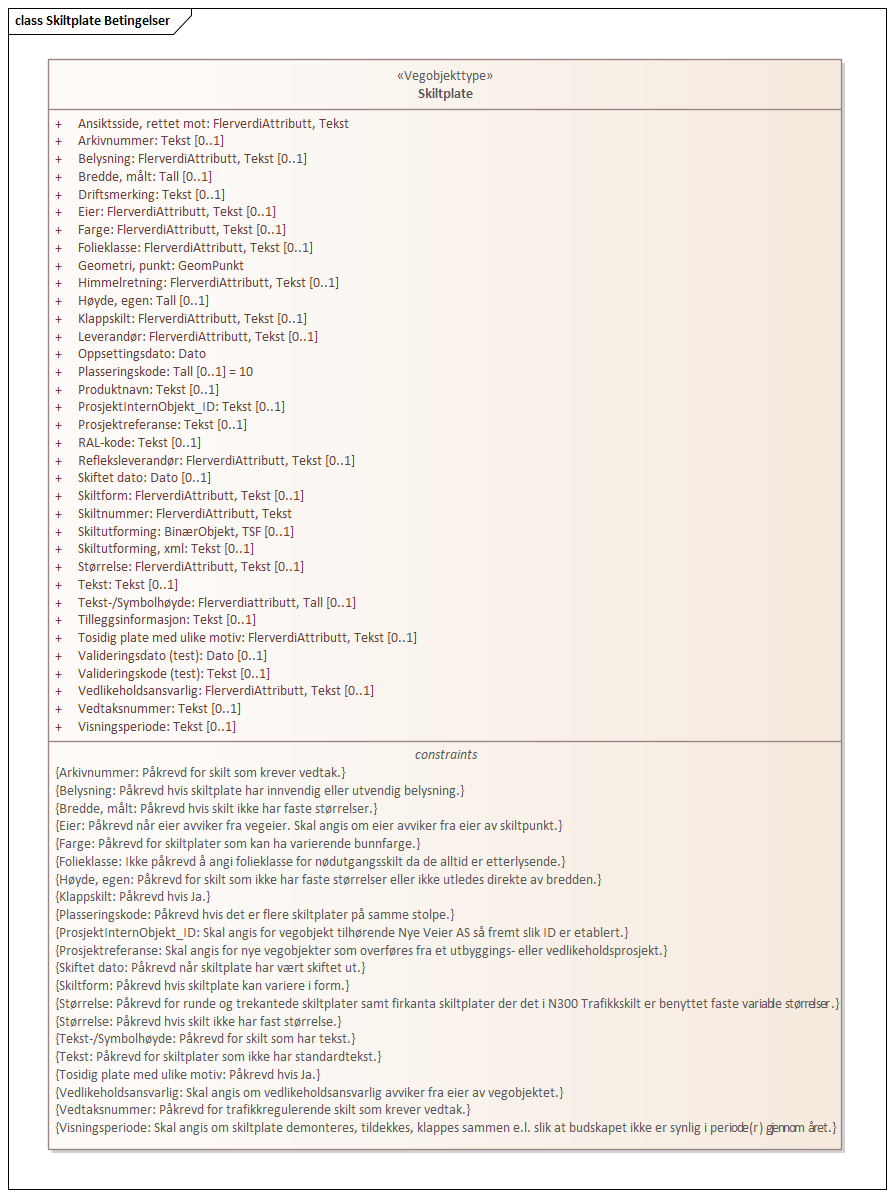 class Skiltplate Betingelser
«Vegobjekttype»
Skiltplate
+ Ansiktsside, rettet mot: FlerverdiAttributt, Tekst
+ Arkivnummer: Tekst [0..1]
+ Belysning: FlerverdiAttributt, Tekst [0..1]
+ Bredde, målt: Tall [0..1]
+ Driftsmerking: Tekst [0..1]
+ Eier: FlerverdiAttributt, Tekst [0..1]
+ Farge: FlerverdiAttributt, Tekst [0..1]
+ Folieklasse: FlerverdiAttributt, Tekst [0..1]
+ Geometri, punkt: GeomPunkt
+ Himmelretning: FlerverdiAttributt, Tekst [0..1]
+ Høyde, egen: Tall [0..1]
+ Klappskilt: FlerverdiAttributt, Tekst [0..1]
+ Leverandør: FlerverdiAttributt, Tekst [0..1]
+ Oppsettingsdato: Dato
+ Plasseringskode: Tall [0..1] = 10
+ Produktnavn: Tekst [0..1]
+ ProsjektInternObjekt_ID: Tekst [0..1]
+ Prosjektreferanse: Tekst [0..1]
+ RAL-kode: Tekst [0..1]
+ Refleksleverandør: FlerverdiAttributt, Tekst [0..1]
+ Skiftet dato: Dato [0..1]
+ Skiltform: FlerverdiAttributt, Tekst [0..1]
+ Skiltnummer: FlerverdiAttributt, Tekst
+ Skiltutforming: BinærObjekt, TSF [0..1]
+ Skiltutforming, xml: Tekst [0..1]
+ Størrelse: FlerverdiAttributt, Tekst [0..1]
+ Tekst: Tekst [0..1]
+ Tekst-/Symbolhøyde: Flerverdiattributt, Tall [0..1]
+ Tilleggsinformasjon: Tekst [0..1]
+ Tosidig plate med ulike motiv: FlerverdiAttributt, Tekst [0..1]
+ Valideringsdato (test): Dato [0..1]
+ Valideringskode (test): Tekst [0..1]
+ Vedlikeholdsansvarlig: FlerverdiAttributt, Tekst [0..1]
+ Vedtaksnummer: Tekst [0..1]
+ Visningsperiode: Tekst [0..1]
constraints
{Arkivnummer: Påkrevd for skilt som krever vedtak.}
{Belysning: Påkrevd hvis skiltplate har innvendig eller utvendig belysning.}
{Bredde, målt: Påkrevd hvis skilt ikke har faste størrelser.}
{Eier: Påkrevd når eier avviker fra vegeier. Skal angis om eier avviker fra eier av skiltpunkt.}
{Farge: Påkrevd for skiltplater som kan ha varierende bunnfarge.}
{Folieklasse: Ikke påkrevd å angi folieklasse for nødutgangsskilt da de alltid er etterlysende.}
{Høyde, egen: Påkrevd for skilt som ikke har faste størrelser eller ikke utledes direkte av bredden.}
{Klappskilt: Påkrevd hvis Ja.}
{Plasseringskode: Påkrevd hvis det er flere skiltplater på samme stolpe.}
{ProsjektInternObjekt_ID: Skal angis for vegobjekt tilhørende Nye Veier AS så fremt slik ID er etablert.}
{Prosjektreferanse: Skal angis for nye vegobjekter som overføres fra et utbyggings- eller vedlikeholdsprosjekt.}
{Skiftet dato: Påkrevd når skiltplate har vært skiftet ut.}
{Skiltform: Påkrevd hvis skiltplate kan variere i form.}
{Størrelse: Påkrevd for runde og trekantede skiltplater samt firkanta skiltplater der det i N300 Trafikkskilt er benyttet faste variable størrelser.}
{Størrelse: Påkrevd hvis skilt ikke har fast størrelse.}
{Tekst-/Symbolhøyde: Påkrevd for skilt som har tekst.}
{Tekst: Påkrevd for skiltplater som ikke har standardtekst.}
{Tosidig plate med ulike motiv: Påkrevd hvis Ja.}
{Vedlikeholdsansvarlig: Skal angis om vedlikeholdsansvarlig avviker fra eier av vegobjektet.}
{Vedtaksnummer: Påkrevd for trafikkregulerende skilt som krever vedtak.}
{Visningsperiode: Skal angis om skiltplate demonteres, tildekkes, klappes sammen e.l. slik at budskapet ikke er synlig i periode(r) gjennom året.}